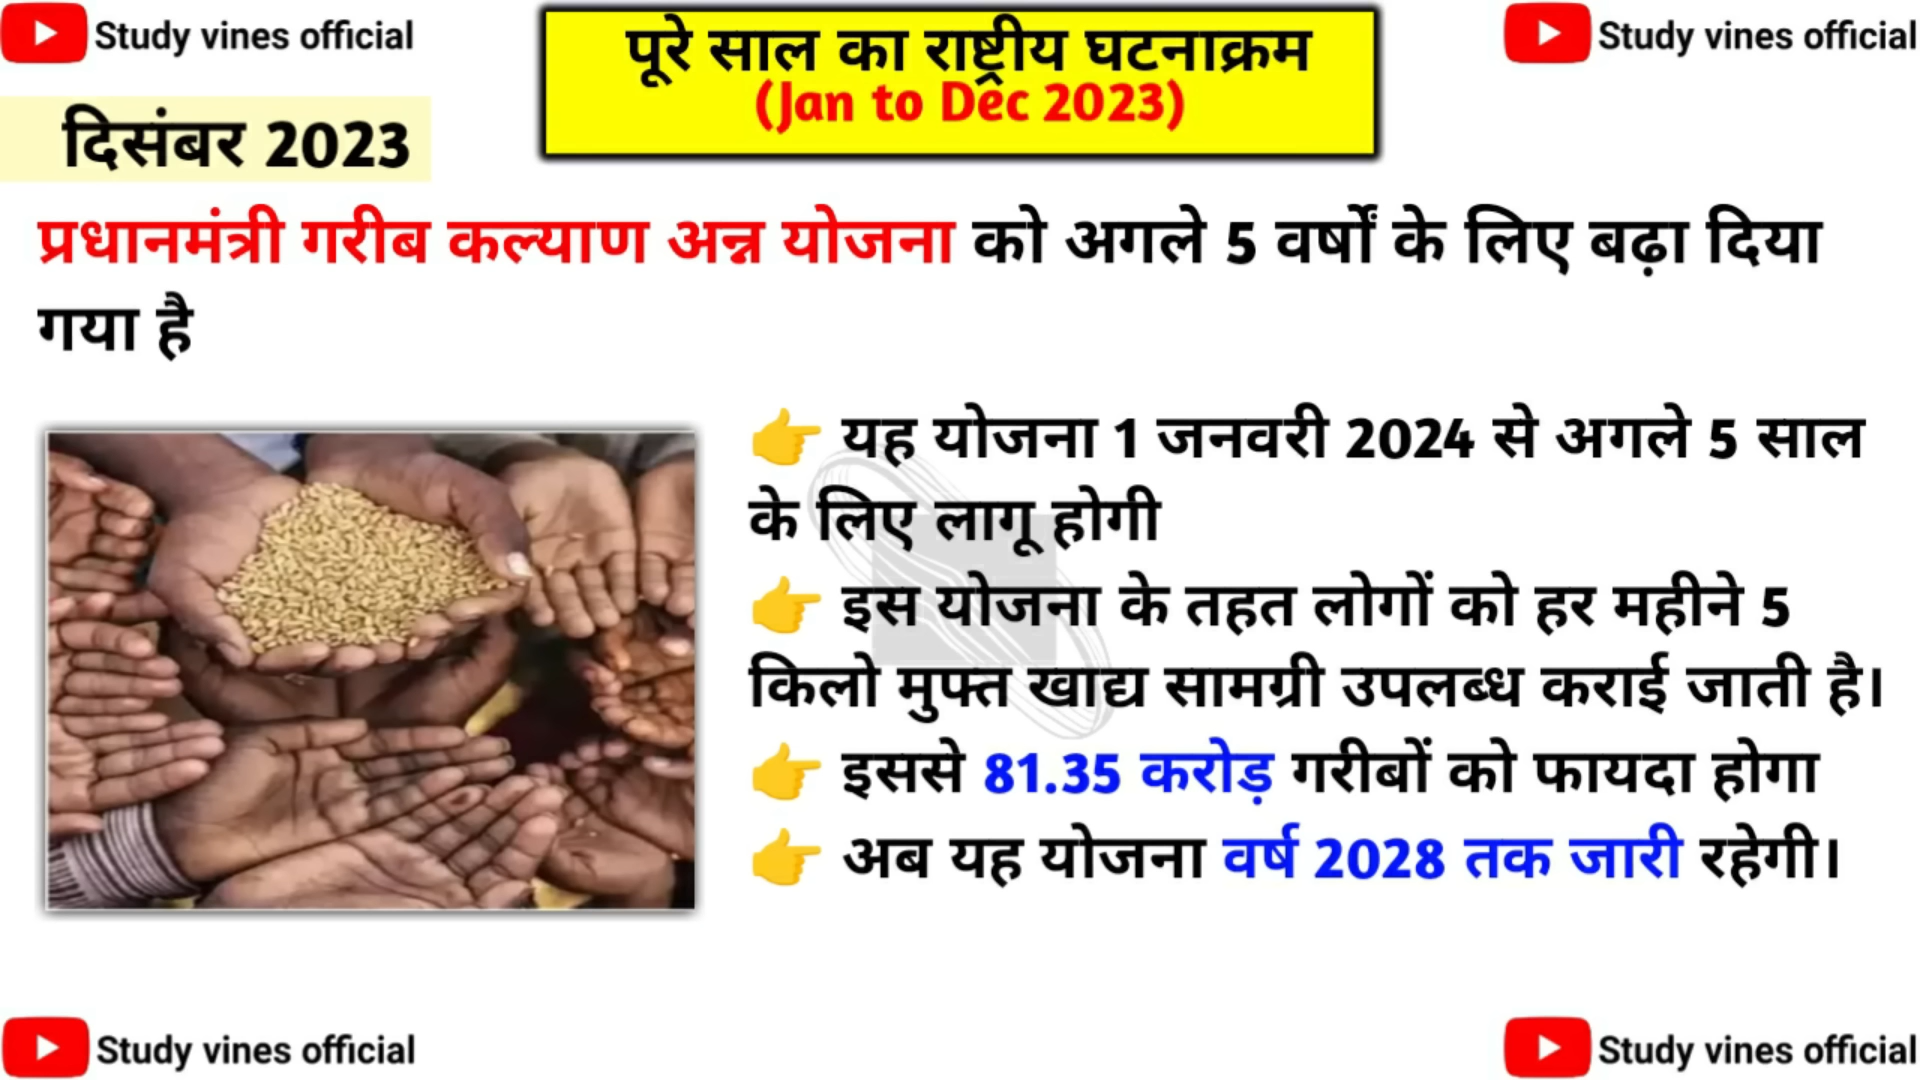 Study vines official
पूरे साल का राष्ट्रीय घटनाक्रम
Study vines official
(Jan to Dec 2023)
दिसंबर 2023
प्रधानमंत्री गरीब कल्याण अन्न योजना को अगले 5 वर्षों के लिए बढ़ा दिया
गया है
👉 यह योजना 1 जनवरी 2024 से अगले 5 साल
के लिए लागू होगी
👉 इस योजना के तहत लोगों को हर महीने 5
किलो मुफ्त खाद्य सामग्री उपलब्ध कराई जाती है।
👉 इससे 81.35 करोड़ गरीबों को फायदा होगा
👉 अब यह योजना वर्ष 2028 तक जारी रहेगी।
Study vines official
Study vines official